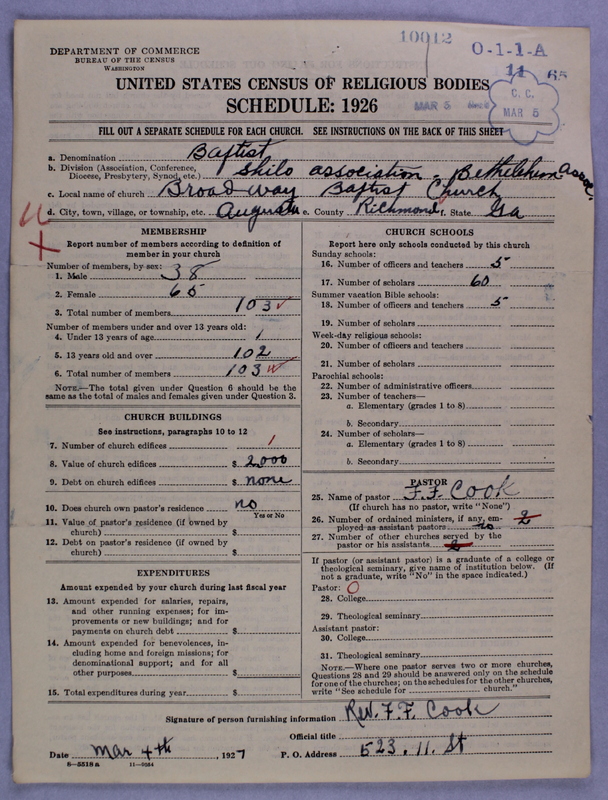 10012
O-1-1-A
11 65
DEPARTMENT OF COMMERCE
BUREAU OF THE CENSUS
WASHINGTON
UNITED STATES CENSUS OF RELIGIOUS BODIES
SCHEDULE: 1926
MAR 5
C. C.
MAR 5
FILL OUT A SEPARATE SCHEDULE FOR EACH CHURCH. SEE INSTRUCTIONS ON THE BACK OF THIS SHEET
a. Denomination Baptist
b. Division (Association, Conference, Diocese, Presbytery, Synod, etc.) Shilo association - Bethelehim assoc.
c. Local name of church Broad-way Baptist Church
d. City, town, village, or township, etc. Augusta e. County Richmond f. State Ga
MEMBERSHIP
Report number of members according to definition of
member in your church
Number of members, by sex:
1. Male 38
2. Female 65
3. Total number of members 103
Number of members under and over 13 years old:
4. Under 13 years of age 1
5. 13 years old and over 102
6. Total number of members 103
NOTE.—The total given under Question 6 should be the
same as the total of males and females given under Question 3.
CHURCH BUILDINGS
See instructions, paragraphs 10 to 12
7. Number of church edifices 1
8. Value of church edifices $ 2,000
9. Debt on church edifices $ none
10. Does church own pastor's residence no
Yes or No
11. Value of pastor's residence (if owned by
church) $
12. Debt on pastor's residence (if owned by
church) $
EXPENDITURES
Amount expended by your church during last fiscal year
13. Amount expended for salaries, repairs,
and other running expenses; for im-
provements or new buildings; and for
payments on church debt $
14. Amount expended for benevolences, in-
cluding home and foreign missions; for
denominational support; and for all
other purposes $
15. Total expenditures during year $
CHURCH SCHOOLS
Report here only schools conducted by this church
Sunday schools:
16. Number of officers and teachers 5
17. Number of scholars 60
Summer vacation Bible schools:
18. Number of officers and teachers 5
19. Number of scholars
Week-day religious schools:
20. Number of officers and teachers
21. Number of scholars
Parochial schools:
22. Number of administrative officers
23. Number of teachers—
a. Elementary (grades 1 to 8)
b. Secondary
24. Number of scholars—
a. Elementary (grades 1 to 8)
b. Secondary
PASTOR
25. Name of pastor F. F. Cook
(If church has no pastor, write "None")
26. Number of ordained ministers, if any, em-
ployed as assistant pastors no 2
27. Number of other churches served by the
pastor or his assistants 2
If pastor (or assistant pastor) is a graduate of a college or
theological seminary, give name of institution below. (If
not a graduate, write "No" in the space indicated.)
Pastor: O
28. College
29. Theological seminary
Assistant pastor:
30. College
31. Theological seminary
NOTE.—Where one pastor serves two or more churches,
Questions 28 and 29 should be answered only on the schedule
for one of the churches; on the schedules for the other churches,
write "See schedule for church."
Signature of person furnishing information Rev. F. F. Cook
Official title
Date Mar 4th, 1927 P. O. Address 523. 11. St
8-5518a 11-9084